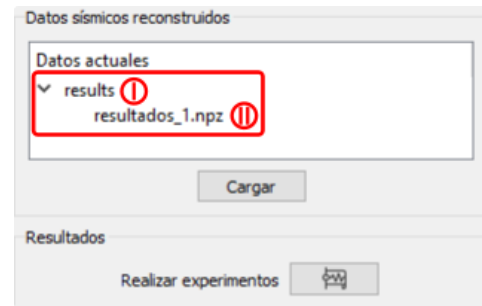 Datos sísmicos reconstruidos
Datos actuales
results I
resultados_1.npz II
Cargar
Resultados
Realizar experimentos